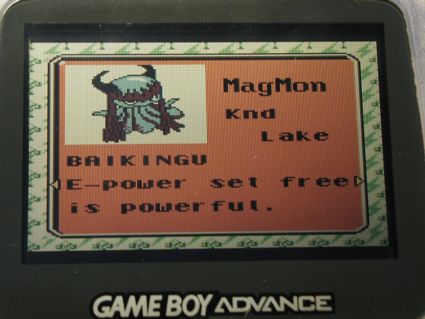 MagMon
Knd
Lake
BAIKINGU
E-power set free
is powerful.
GAME BOY ADVANCE